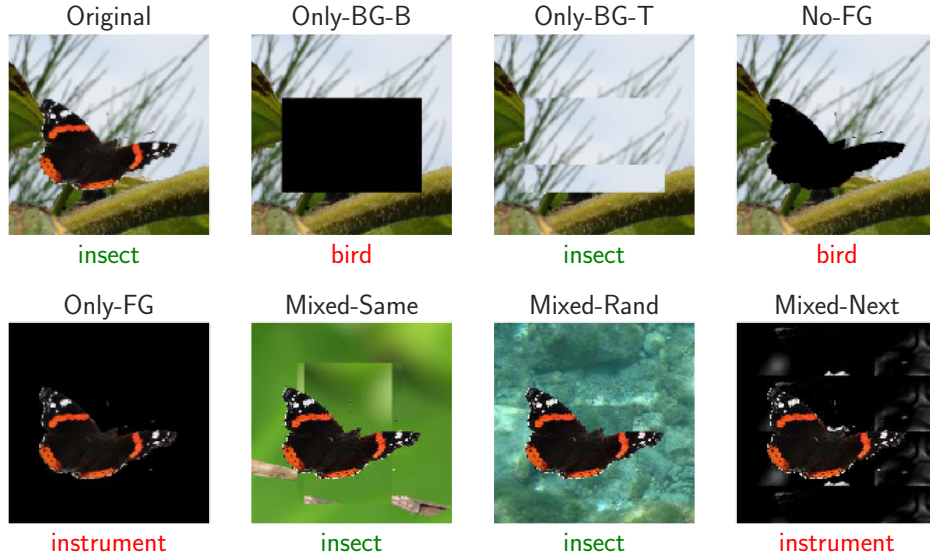 Original
Only-BG-B
Only-BG-T
No-FG
insect
bird
insect
bird
Only-FG
Mixed-Same
Mixed-Rand
Mixed-Next
instrument
insect
insect
instrument